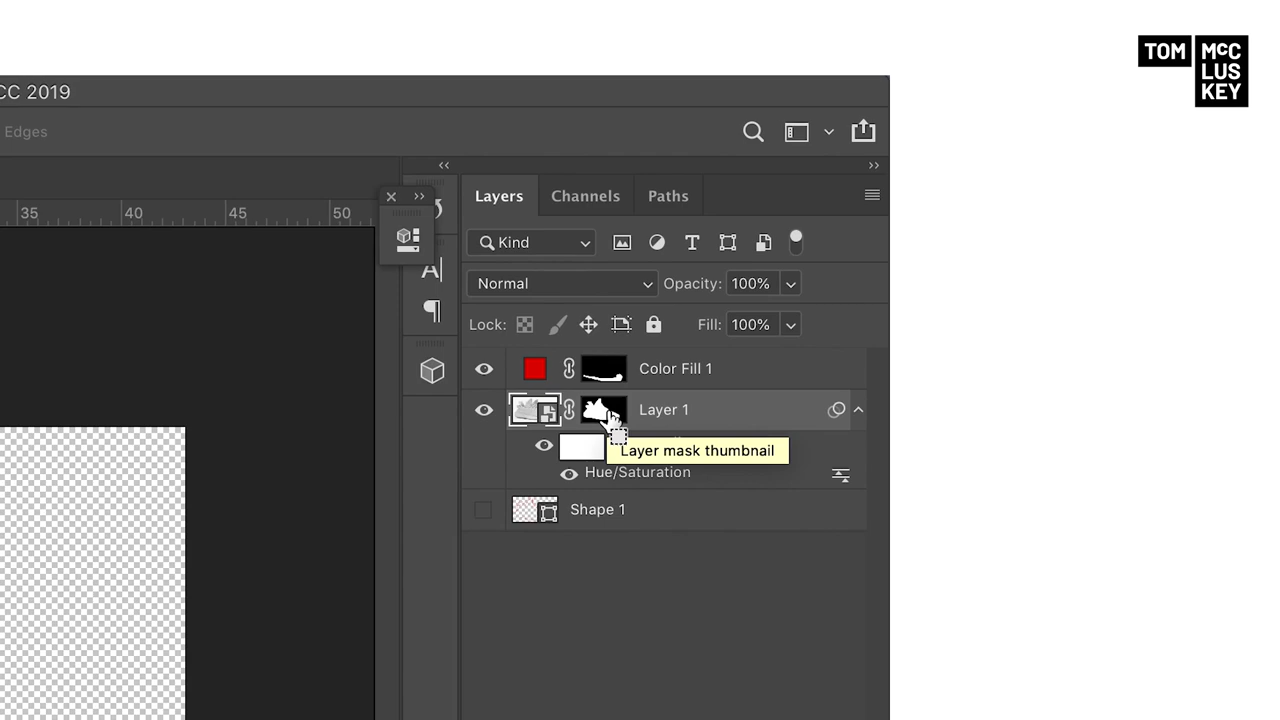 TOM McC
LUS
KEY
CC 2019
Edges
35 40 45 50
Layers Channels Paths
Kind
Normal Opacity: 100%
Lock: Fill: 100%
Color Fill 1
Layer 1
Layer mask thumbnail
Hue/Saturation
Shape 1